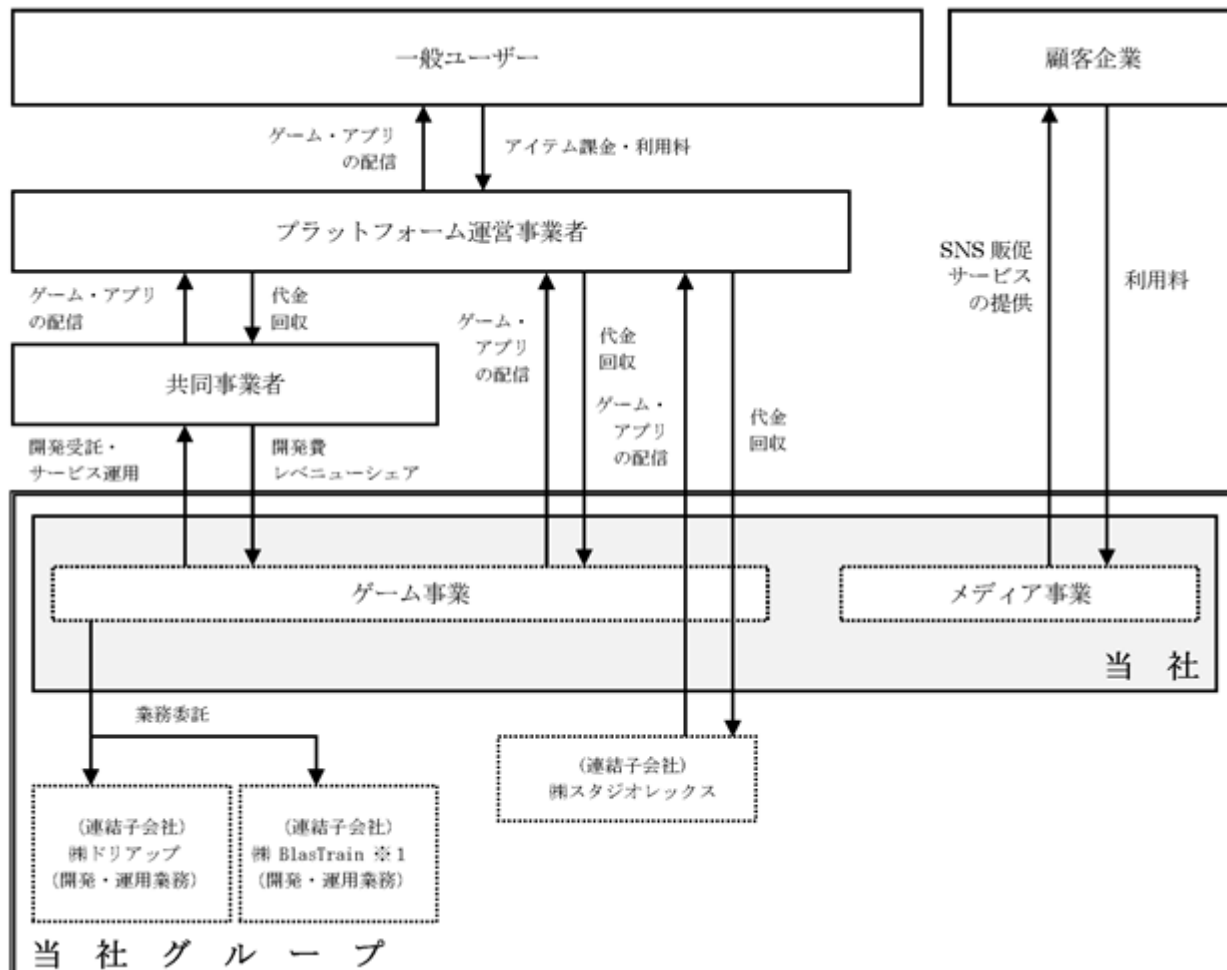 一般ユーザー
顧客企業
ゲーム・アプリ
の配信
アイテム課金・利用料
プラットフォーム運営事業者
SNS 販促
サービス
の提供
利用料
ゲーム・アプリ
の配信
代金
回収
ゲーム・
アプリ
の配信
代金
回収
ゲーム・
アプリ
の配信
代金
回収
共同事業者
開発受託・
サービス運用
開発費
レベニューシェア
ゲーム事業
メディア事業
当 社
業務委託
(連結子会社)
㈱スタジオレックス
(連結子会社)
㈱ドリアップ
(開発・運用業務)
(連結子会社)
㈱ BlasTrain ※1
(開発・運用業務)
当 社 グ ル ー プ